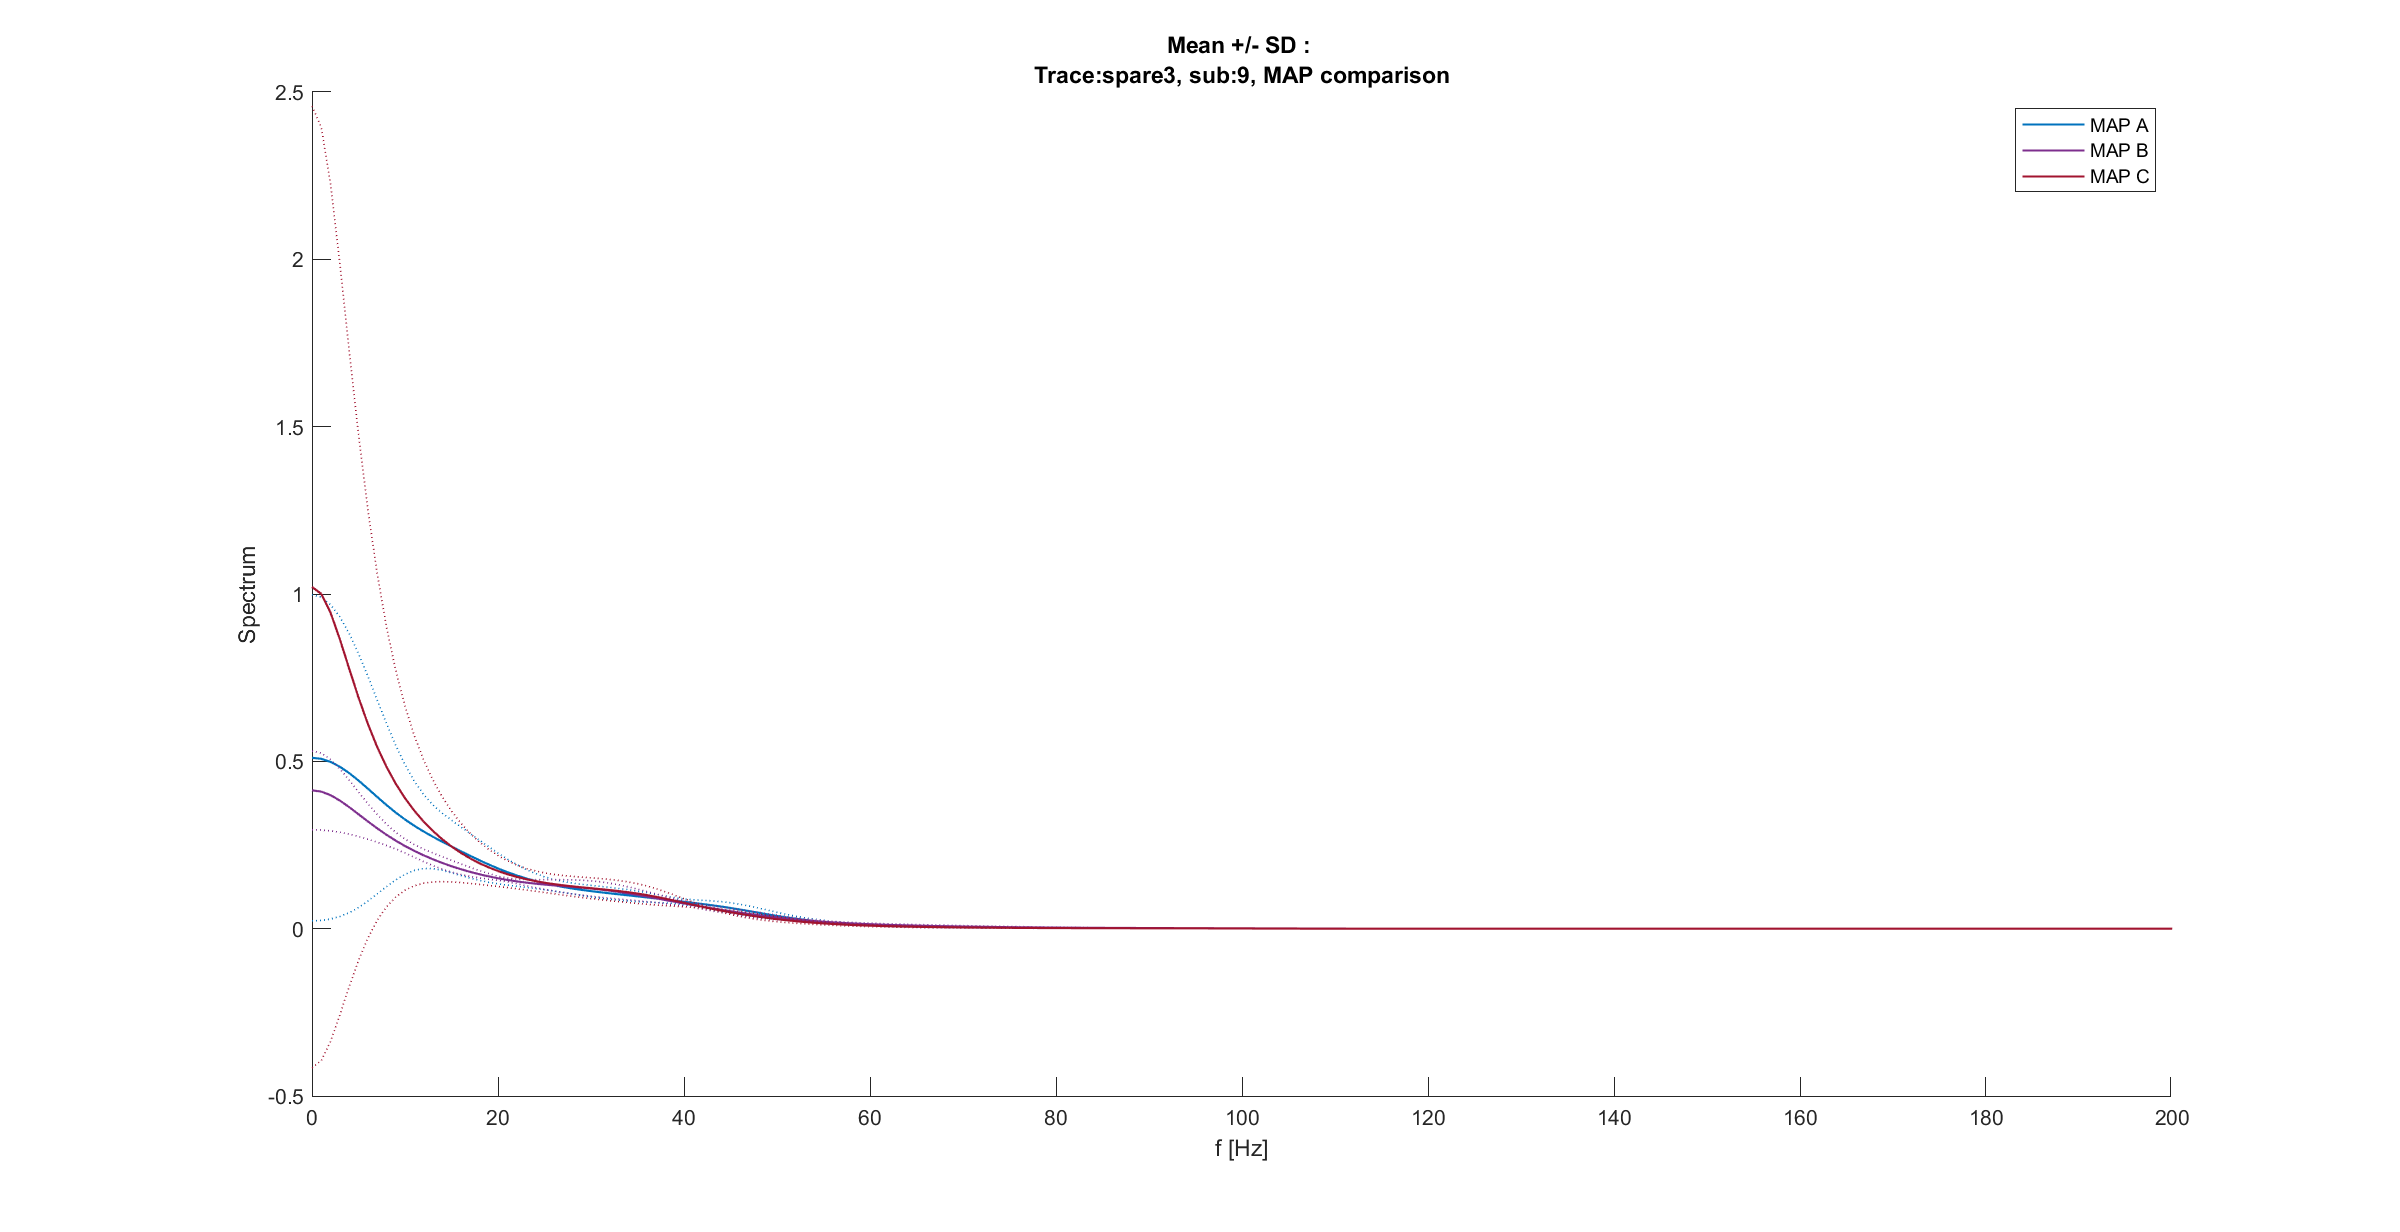 Mean +/- SD :
Trace:spare3, sub:9, MAP comparison
2.5
2
1.5
1
0.5
0
-0.5
Spectrum
MAP A
MAP B
MAP C
0 20 40 60 80 100 120 140 160 180 200
f [Hz]